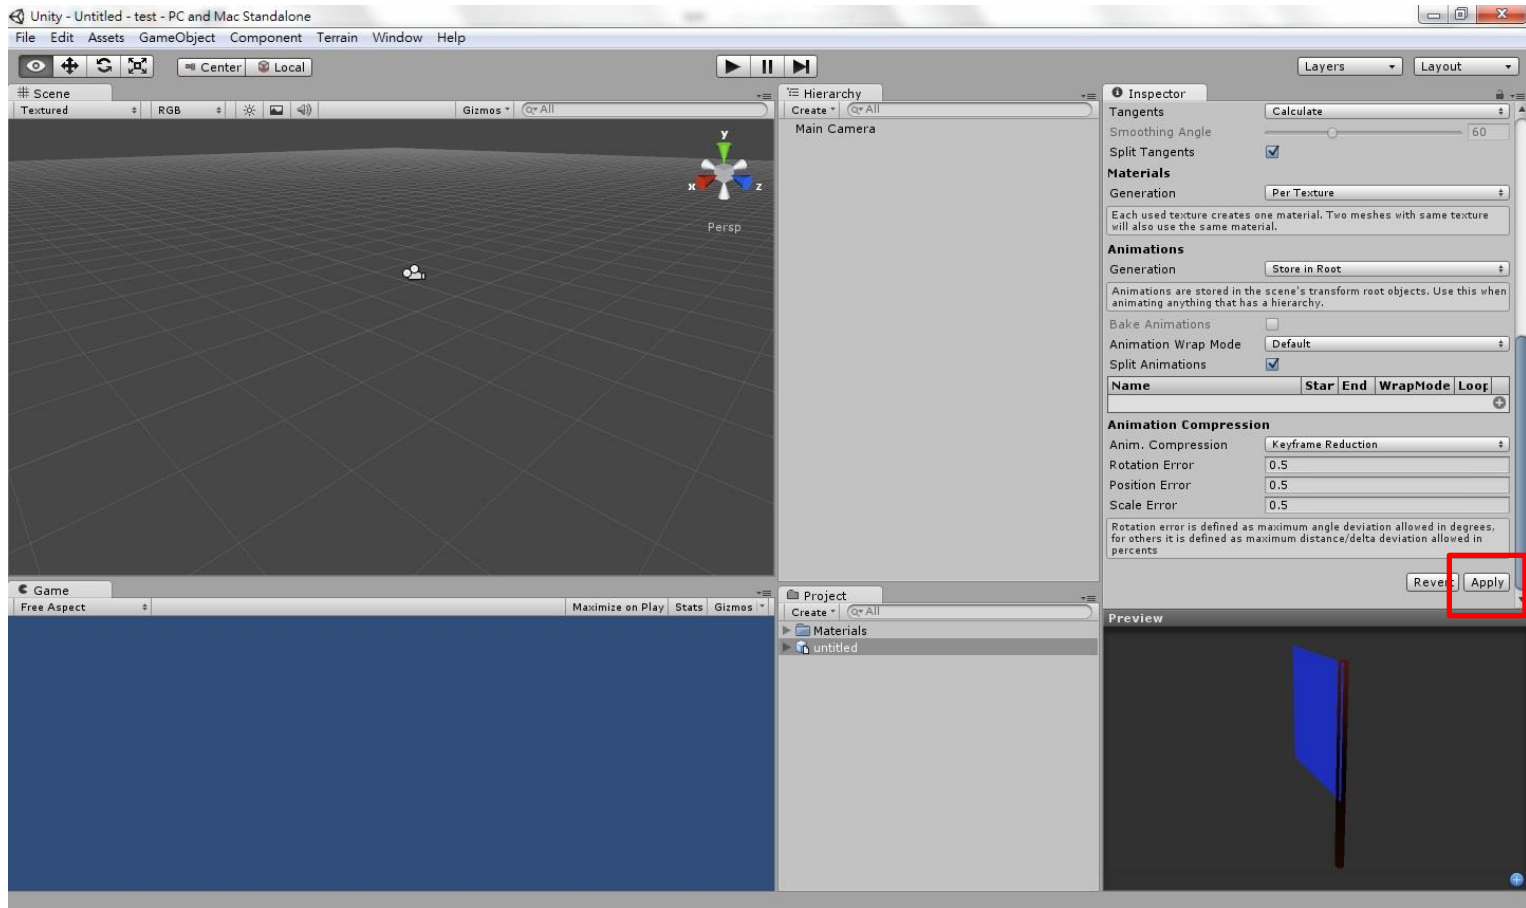 Unity - Untitled - test - PC and Mac Standalone
File Edit Assets GameObject Component Terrain Window Help
Center Local
Layers Layout
Scene
Textured RGB Gizmos All
y
x z
Persp
Hierarchy
Create All
Main Camera
Inspector
Tangents Calculate
Smoothing Angle 60
Split Tangents
Materials
Generation Per Texture
Each used texture creates one material. Two meshes with same texture
will also use the same material.
Animations
Generation Store in Root
Animations are stored in the scene's transform root objects. Use this when
animating anything that has a hierarchy.
Bake Animations
Animation Wrap Mode Default
Split Animations
Name Star End WrapMode Loop
Animation Compression
Anim. Compression Keyframe Reduction
Rotation Error 0.5
Position Error 0.5
Scale Error 0.5
Rotation error is defined as maximum angle deviation allowed in degrees,
for others it is defined as maximum distance/delta deviation allowed in
percents
Revert Apply
Game
Free Aspect Maximize on Play Stats Gizmos
Project
Create All
Materials
untitled
Preview